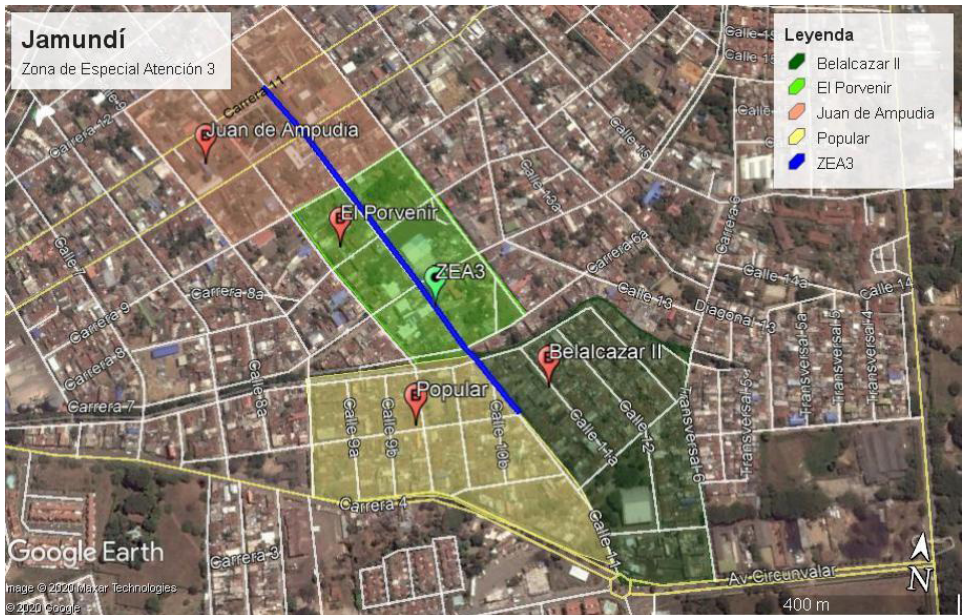 Jamundí
Zona de Especial Atención 3
Leyenda
Belalcazar II
El Porvenir
Juan de Ampudia
Popular
ZEA3
Carrera 11
Carrera 12
Juan de Ampudia
El Porvenir
ZEA3
Belalcazar II
Popular
Calle 15
Calle 13a
Carrera 6
Carrera 6a
Calle 7
Carrera 9
Carrera 8a
Carrera 8
Carrera 7
Calle 8a
Calle 13
Diagonal 13
Calle 14a
Calle 14
Transversal 5a
Transversal 5
Transversal 4
Transversal 6
Calle 9a
Calle 9b
Calle 10b
Calle 11a
Calle 12
Calle 11
Carrera 4
Carrera 3
Av Circunvalar
Google Earth
Image © 2020 Maxar Technologies
© 2020 Google
400 m
N